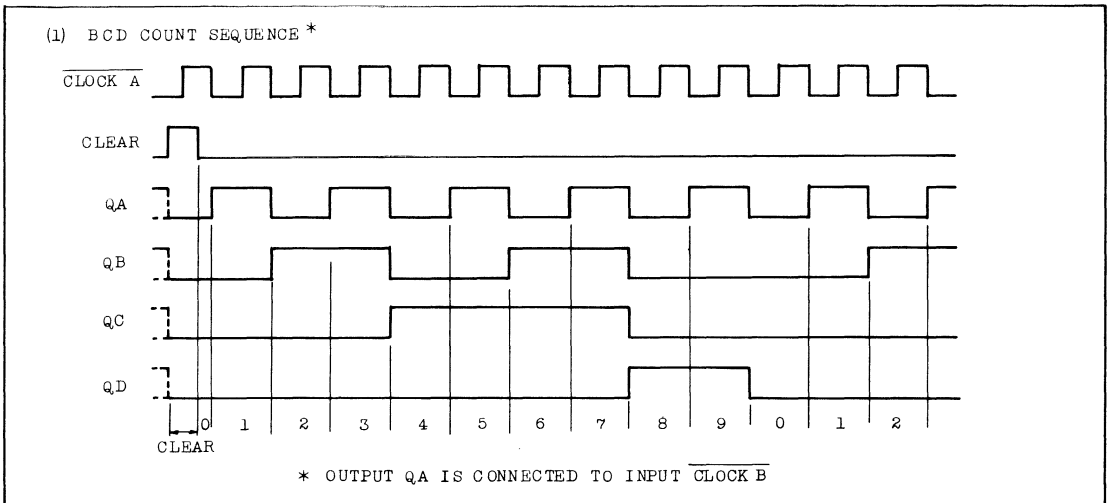 (1) BCD COUNT SEQUENCE *
CLOCK A
CLEAR
QA
QB
QC
QD
0 1 2 3 4 5 6 7 8 9 0 1 2
CLEAR
* OUTPUT QA IS CONNECTED TO INPUT CLOCK B